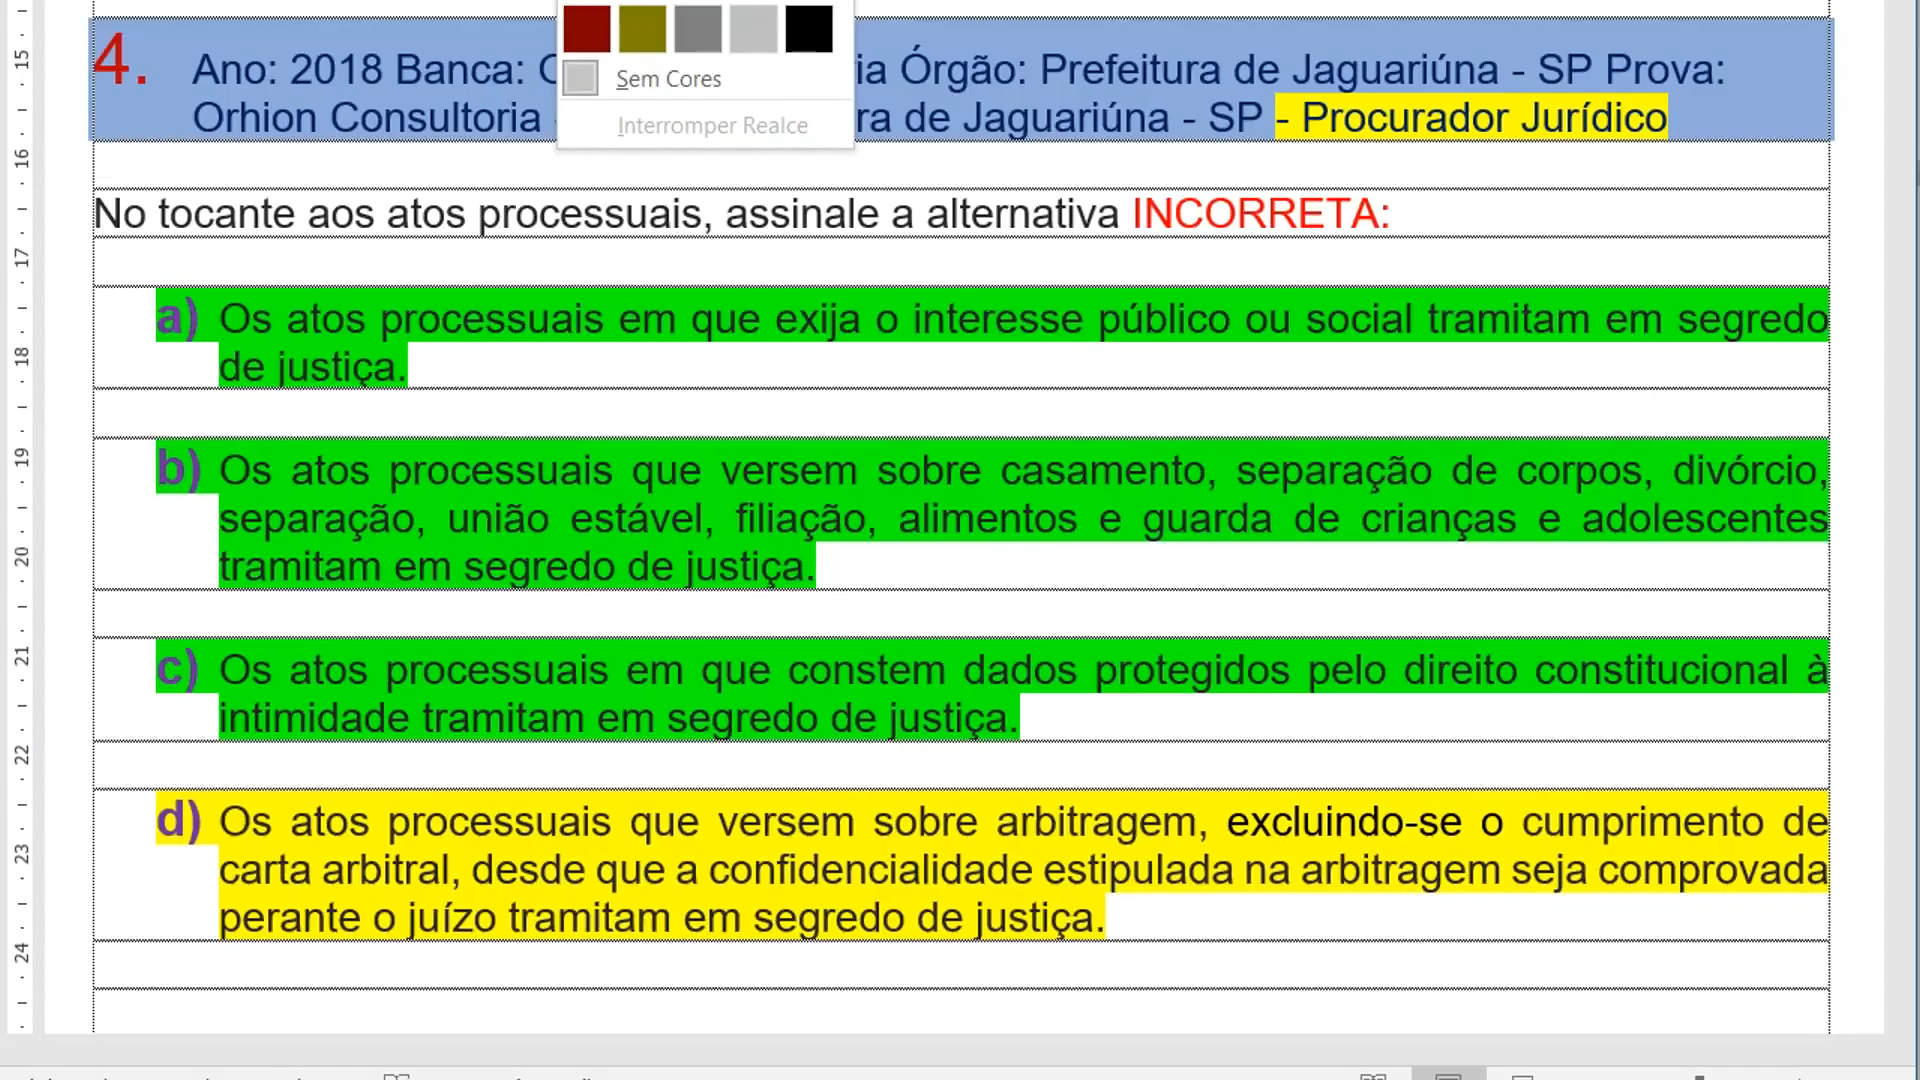 Sem Cores
Interromper Realce
4. Ano: 2018 Banca: ia Órgão: Prefeitura de Jaguariúna - SP Prova:
Orhion Consultoria ra de Jaguariúna - SP - Procurador Jurídico
No tocante aos atos processuais, assinale a alternativa INCORRETA:
a) Os atos processuais em que exija o interesse público ou social tramitam em segredo
de justiça.
b) Os atos processuais que versem sobre casamento, separação de corpos, divórcio,
separação, união estável, filiação, alimentos e guarda de crianças e adolescentes
tramitam em segredo de justiça.
c) Os atos processuais em que constem dados protegidos pelo direito constitucional à
intimidade tramitam em segredo de justiça.
d) Os atos processuais que versem sobre arbitragem, excluindo-se o cumprimento de
carta arbitral, desde que a confidencialidade estipulada na arbitragem seja comprovada
perante o juízo tramitam em segredo de justiça.
15
16
17
18
19
20
21
22
23
24